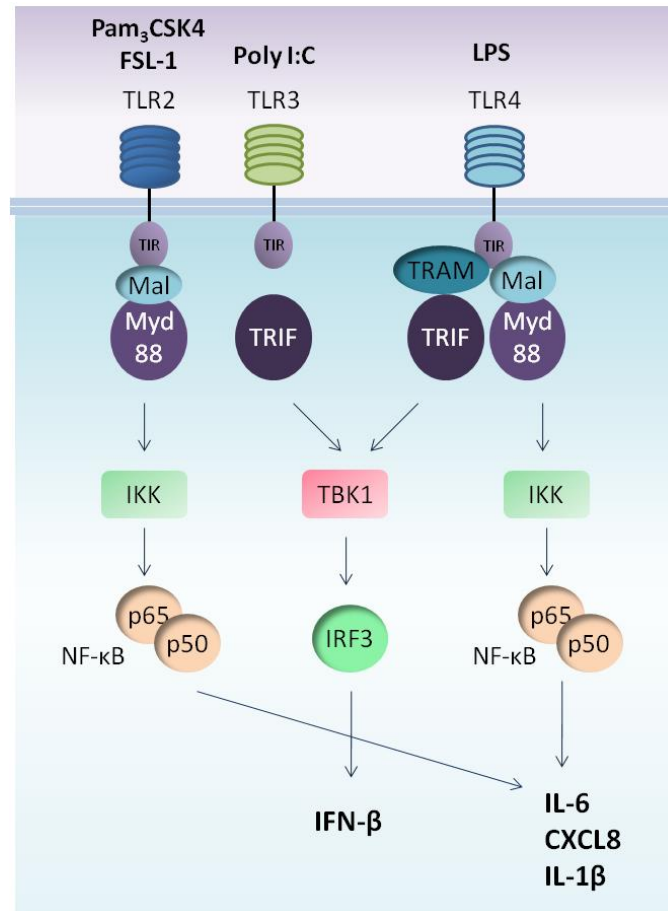 Pam₃CSK4
FSL-1
Poly I:C
LPS
TLR2
TLR3
TLR4
TIR
TIR
TIR
Mal
TRAM
Mal
Myd
88
TRIF
TRIF
Myd
88
IKK
TBK1
IKK
p65
p50
NF-κB
IRF3
p65
p50
NF-κB
IFN-β
IL-6
CXCL8
IL-1β